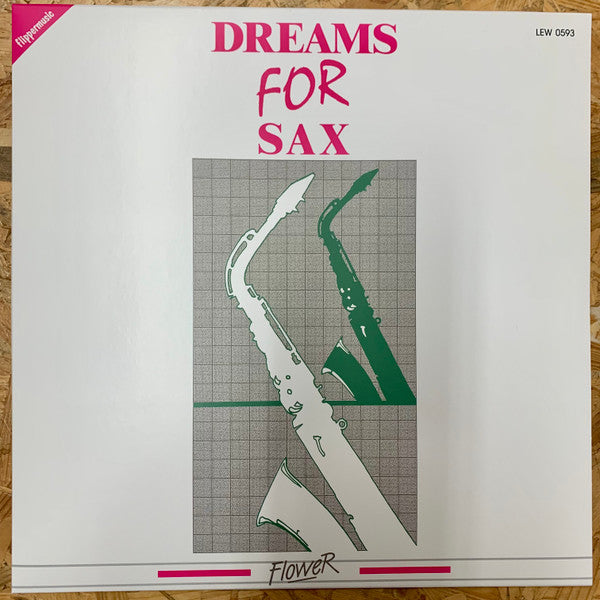 flippermusic
LEW 0593
DREAMS
FOR
SAX
FloweR